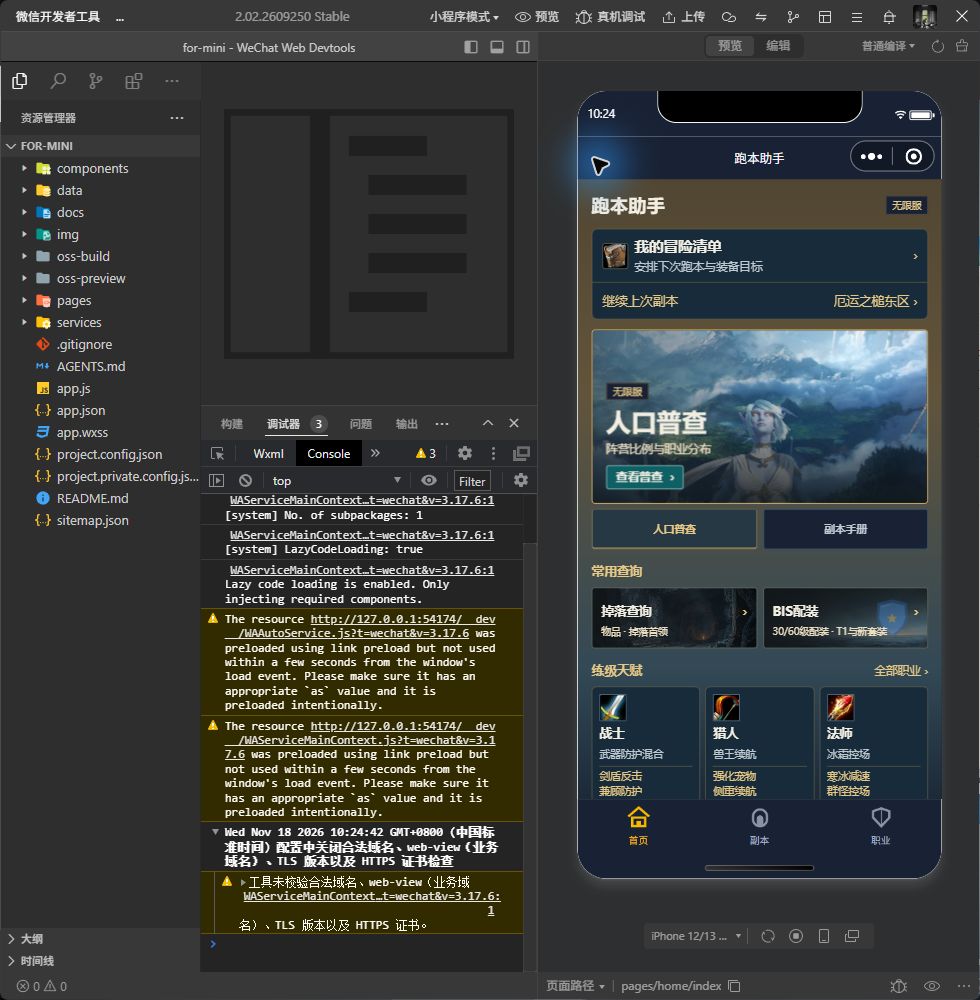 微信开发者工具 ...
2.02.2609250 Stable
小程序模式
预览
真机调试
上传
for-mini - WeChat Web Devtools
预览
编辑
普通编译
资源管理器
FOR-MINI
components
data
docs
img
oss-build
oss-preview
pages
services
.gitignore
AGENTS.md
app.js
app.json
app.wxss
project.config.json
project.private.config.js...
README.md
sitemap.json
大纲
时间线
0 0
构建
调试器 3
问题
输出
Wxml
Console
3
top
Filter
WAServiceMainContext…t=wechat&v=3.17.6:1
[system] No. of subpackages: 1
WAServiceMainContext…t=wechat&v=3.17.6:1
[system] LazyCodeLoading: true
WAServiceMainContext…t=wechat&v=3.17.6:1
Lazy code loading is enabled. Only
injecting required components.
The resource http://127.0.0.1:54174/__dev
__/WAAutoService.js?t=wechat&v=3.17.6 was
preloaded using link preload but not used
within a few seconds from the window's
load event. Please make sure it has an
appropriate `as` value and it is
preloaded intentionally.
The resource http://127.0.0.1:54174/__dev
__/WAServiceMainContext.js?t=wechat&v=3.1
7.6 was preloaded using link preload but
not used within a few seconds from the
window's load event. Please make sure it
has an appropriate `as` value and it is
preloaded intentionally.
Wed Nov 18 2026 10:24:42 GMT+0800 (中国标
准时间) 配置中关闭合法域名、web-view（业务
域名）、TLS 版本以及 HTTPS 证书检查
工具未校验合法域名、web-view（业务域
WAServiceMainContext…t=wechat&v=3.17.6:
1
名）、TLS 版本以及 HTTPS 证书。
10:24
跑本助手
跑本助手
无限服
我的冒险清单
安排下次跑本与装备目标
继续上次副本
厄运之槌东区
无限服
人口普查
阵营比例与职业分布
查看普查
人口普查
副本手册
常用查询
掉落查询
物品 · 掉落首领
BIS配装
30/60级配装 · T1与新套装
练级天赋
全部职业
战士
武器防护混合
剑盾反击
兼顾防护
猎人
兽王续航
强化宠物
侧重续航
法师
冰霜控场
寒冰减速
群怪控场
首页
副本
职业
iPhone 12/13 ...
页面路径
pages/home/index